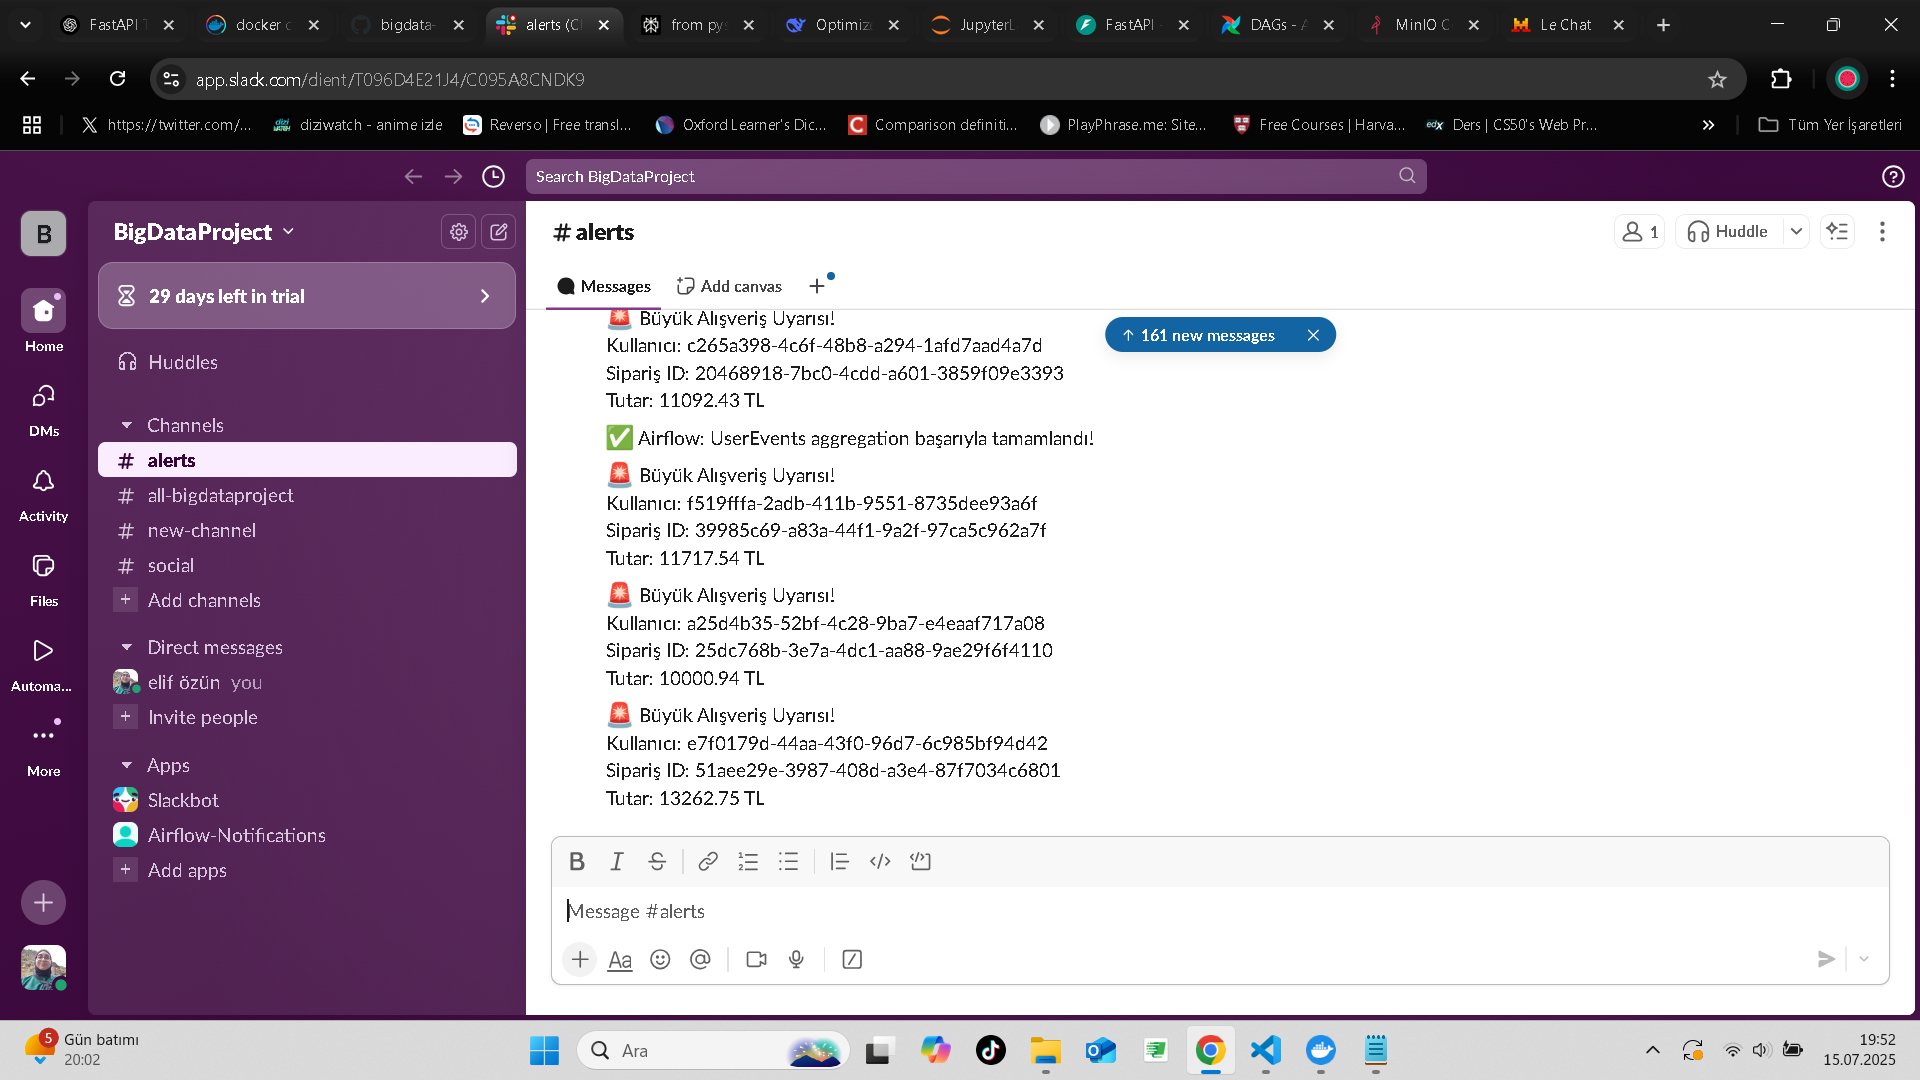 FastAPI T
docker c
bigdata-
alerts (Cl
from py
Optimiz
JupyterL
FastAPI -
DAGs - A
MinIO C
Le Chat
app.slack.com/client/T096D4E21J4/C095A8CNDK9
https://twitter.com/...
diziwatch - anime izle
Reverso | Free transl...
Oxford Learner's Dic...
Comparison definiti...
PlayPhrase.me: Site...
Free Courses | Harva...
Ders | CS50's Web Pr...
Tüm Yer İşaretleri
Search BigDataProject
B
Home
DMs
Activity
Files
Automa...
More
BigDataProject
29 days left in trial
Huddles
Channels
# alerts
# all-bigdataproject
# new-channel
# social
+ Add channels
Direct messages
elif özün you
+ Invite people
Apps
Slackbot
Airflow-Notifications
+ Add apps
# alerts
1
Huddle
Messages
Add canvas
161 new messages
Büyük Alışveriş Uyarısı!
Kullanıcı: c265a398-4c6f-48b8-a294-1afd7aad4a7d
Sipariş ID: 20468918-7bc0-4cdd-a601-3859f09e3393
Tutar: 11092.43 TL
Airflow: UserEvents aggregation başarıyla tamamlandı!
Büyük Alışveriş Uyarısı!
Kullanıcı: f519fffa-2adb-411b-9551-8735dee93a6f
Sipariş ID: 39985c69-a83a-44f1-9a2f-97ca5c962a7f
Tutar: 11717.54 TL
Büyük Alışveriş Uyarısı!
Kullanıcı: a25d4b35-52bf-4c28-9ba7-e4eaaf717a08
Sipariş ID: 25dc768b-3e7a-4dc1-aa88-9ae29f6f4110
Tutar: 10000.94 TL
Büyük Alışveriş Uyarısı!
Kullanıcı: e7f0179d-44aa-43f0-96d7-6c985bf94d42
Sipariş ID: 51aee29e-3987-408d-a3e4-87f7034c6801
Tutar: 13262.75 TL
Message #alerts
Aa
5
Gün batımı
20:02
Ara
19:52
15.07.2025